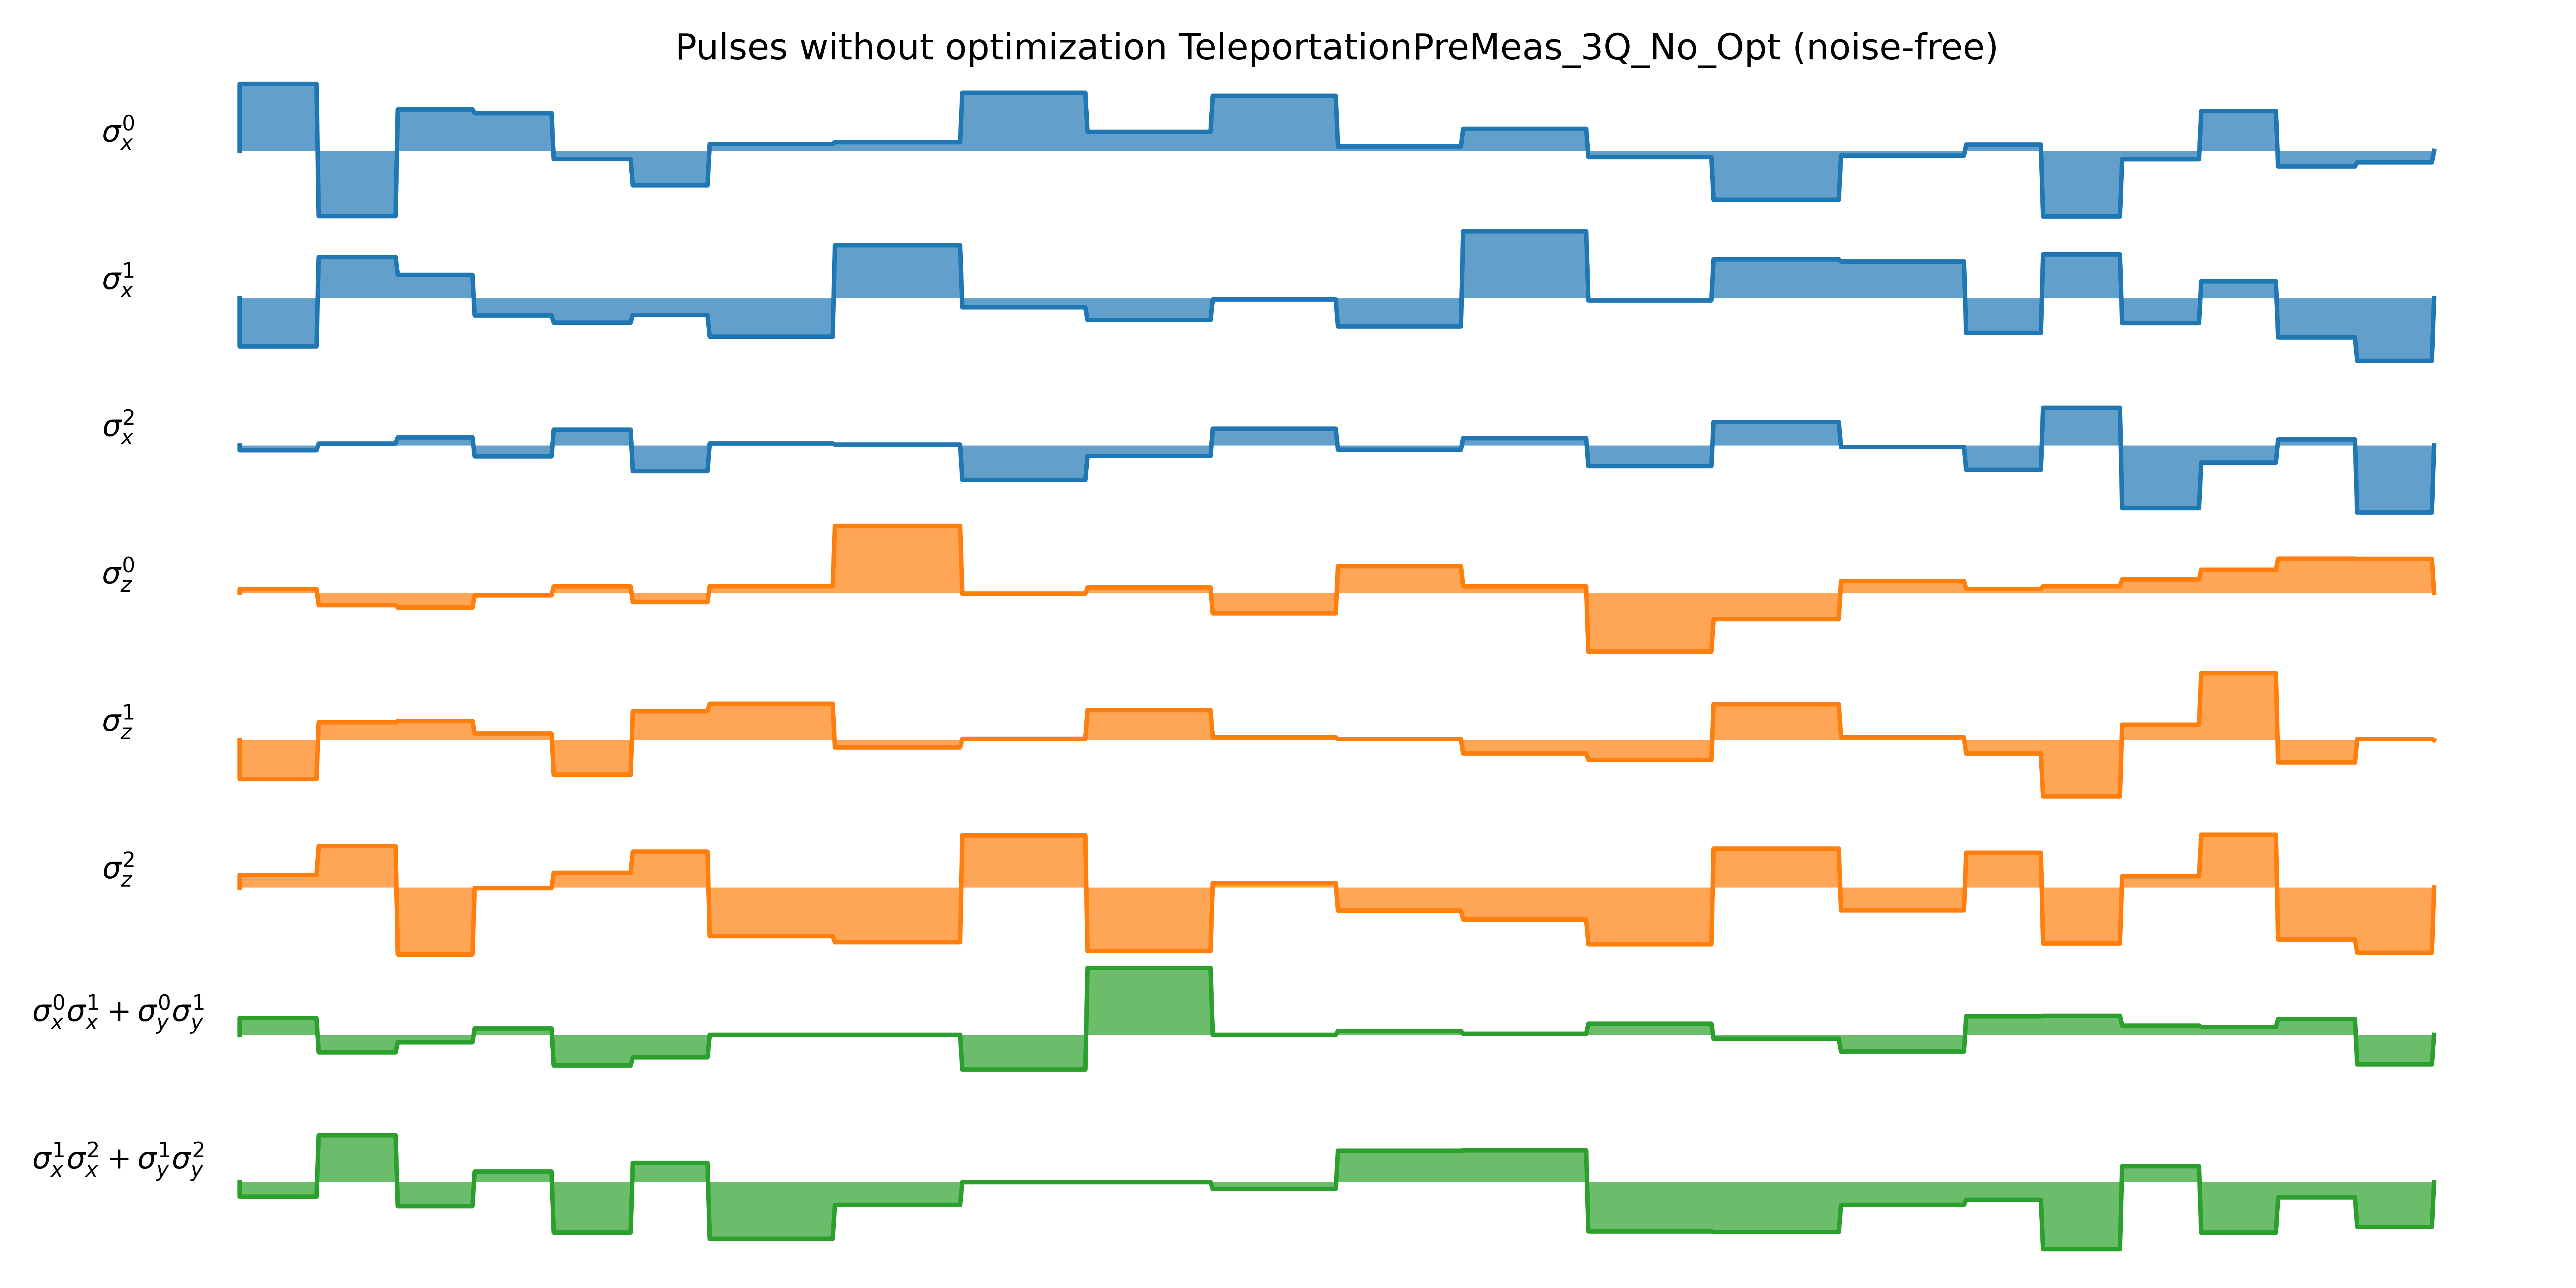 Pulses without optimization TeleportationPreMeas_3Q_No_Opt (noise-free)
σ_x^0
σ_x^1
σ_x^2
σ_z^0
σ_z^1
σ_z^2
σ_x^0σ_x^1 + σ_y^0σ_y^1
σ_x^1σ_x^2 + σ_y^1σ_y^2